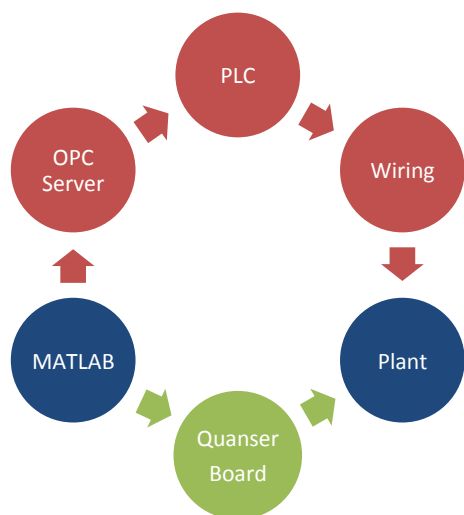 PLC
OPC
Server
Wiring
MATLAB
Plant
Quanser
Board